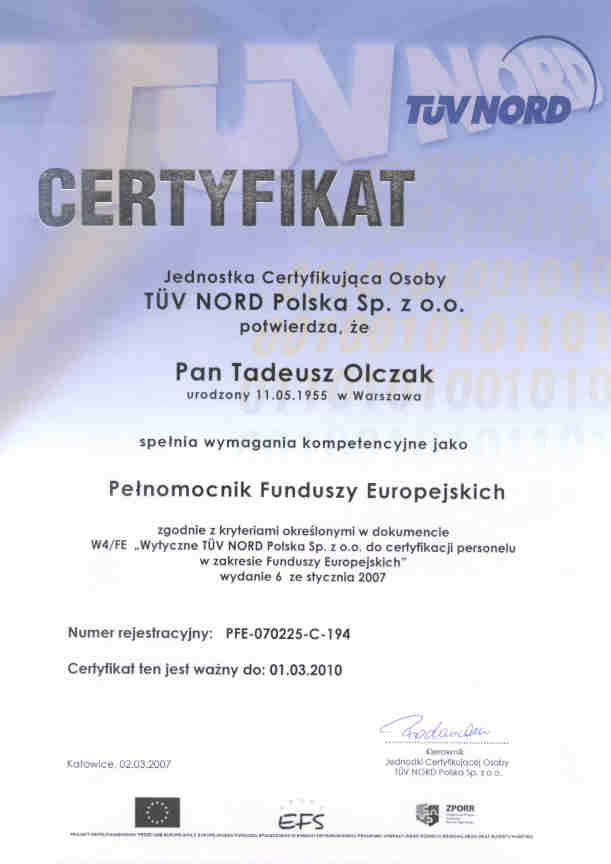 TÜV NORD
TÜV NORD
CERTYFIKAT
Jednostka Certyfikująca Osoby
TÜV NORD Polska Sp. z o.o.
potwierdza, że
Pan Tadeusz Olczak
urodzony 11.05.1955 w Warszawa
spełnia wymagania kompetencyjne jako
Pełnomocnik Funduszy Europejskich
zgodnie z kryteriami określonymi w dokumencie
W4/FE „Wytyczne TÜV NORD Polska Sp. z o.o. do certyfikacji personelu
w zakresie Funduszy Europejskich"
wydanie 6 ze stycznia 2007
Numer rejestracyjny: PFE-070225-C-194
Certyfikat ten jest ważny do: 01.03.2010
Kierownik
Katowice, 02.03.2007
Jednostki Certyfikującej Osoby
TÜV NORD Polska Sp. z o.o.
EFS
ZPORR